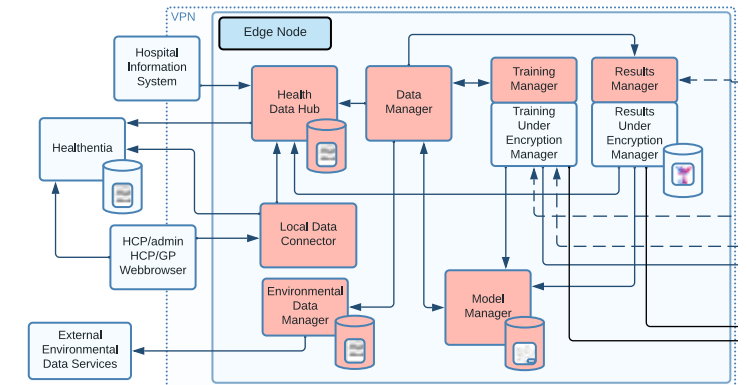 VPN
Edge Node
Hospital
Information
System
Health
Data Hub
Data
Manager
Training
Manager
Training
Under
Encryption
Manager
Results
Manager
Results
Under
Encryption
Manager
Healthentia
Local Data
Connector
HCP/admin
HCP/GP
Webbrowser
Environmental
Data
Manager
Model
Manager
External
Environmental
Data Services